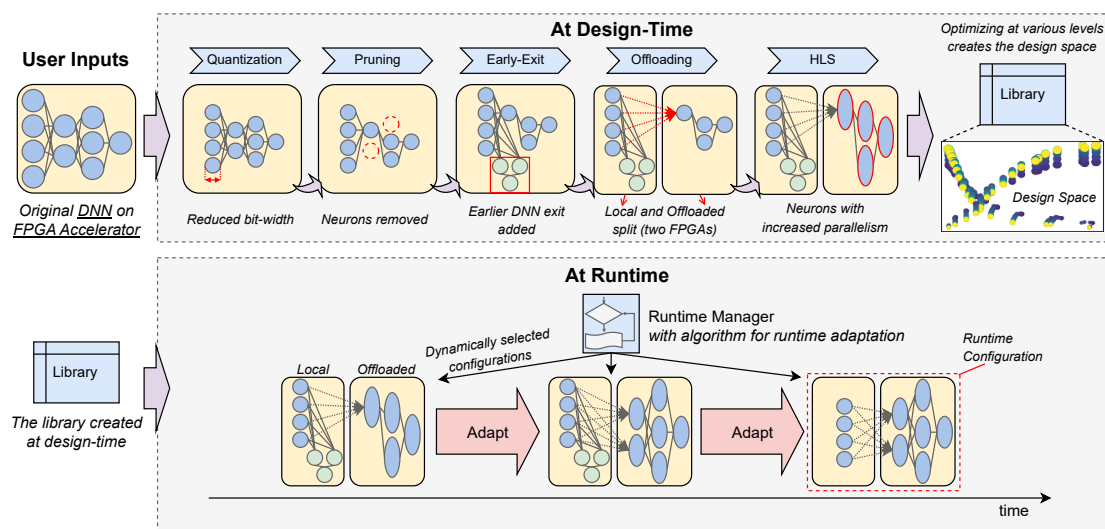 At Design-Time
User Inputs
Quantization
Pruning
Early-Exit
Offloading
HLS
Optimizing at various levels
creates the design space
Library
Original DNN on
FPGA Accelerator
Reduced bit-width
Neurons removed
Earlier DNN exit
added
Local and Offloaded
split (two FPGAs)
Neurons with
increased parallelism
Design Space
At Runtime
Runtime Manager
with algorithm for runtime adaptation
Dynamically selected
configurations
Runtime
Configuration
Library
The library created
at design-time
Local
Offloaded
Adapt
Adapt
time